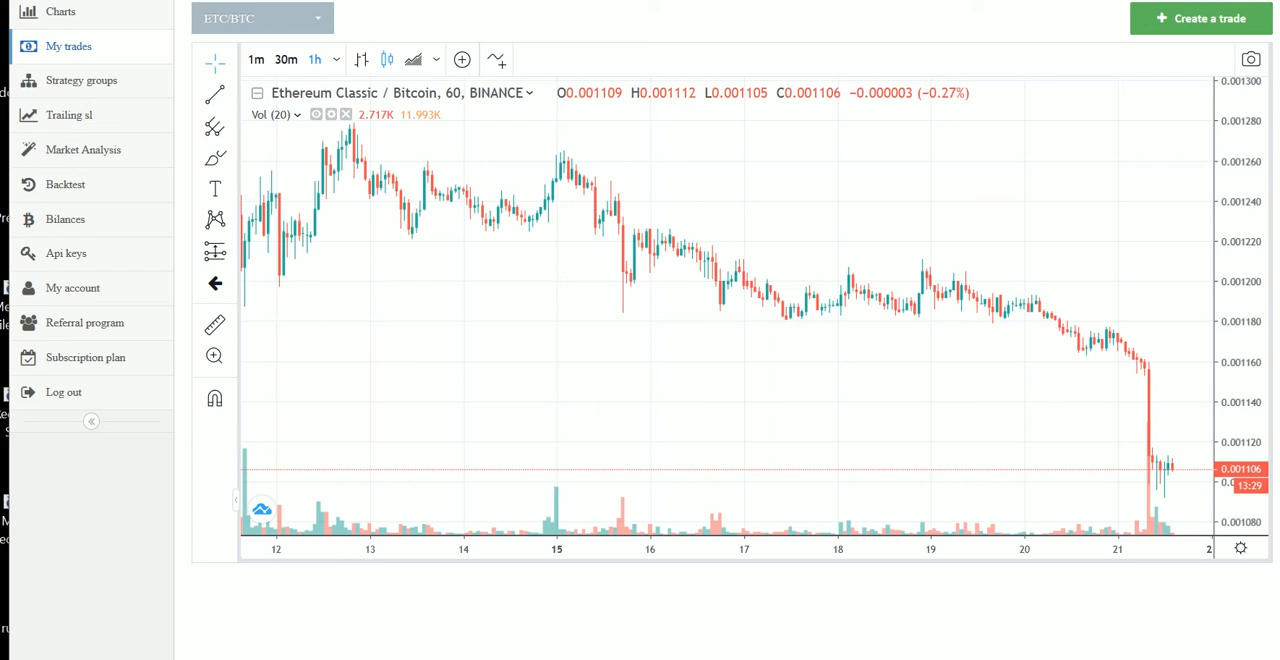 Charts
My trades
Strategy groups
Trailing sl
Market Analysis
Backtest
Bilances
Api keys
My account
Referral program
Subscription plan
Log out
ETC/BTC
Create a trade
1m 30m 1h
Ethereum Classic / Bitcoin, 60, BINANCE O0.001109 H0.001112 L0.001105 C0.001106 −0.000003 (−0.27%)
Vol (20) 2.717K 11.993K
0.001300
0.001280
0.001260
0.001240
0.001220
0.001200
0.001180
0.001160
0.001140
0.001120
0.001106
13:29
0.001080
12 13 14 15 16 17 18 19 20 21 2